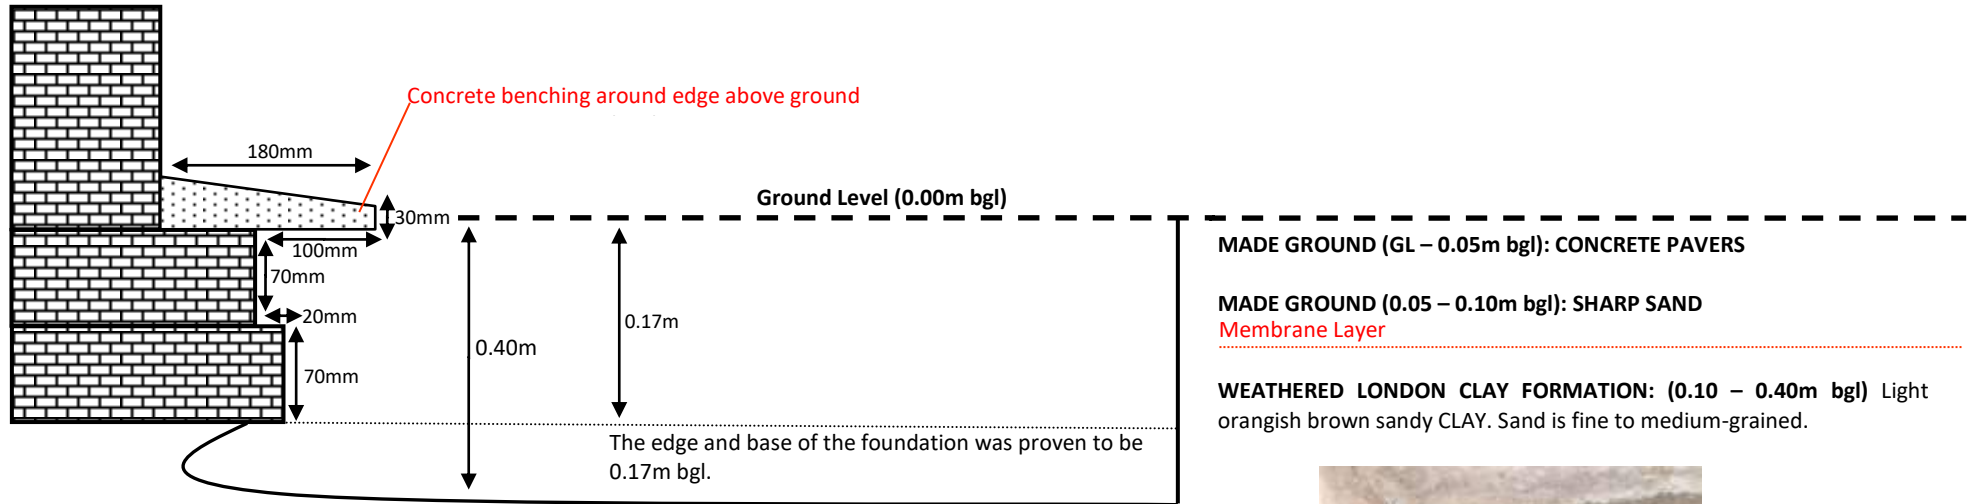 Concrete benching around edge above ground
180mm
Ground Level (0.00m bgl)
30mm
100mm
70mm
20mm
0.17m
0.40m
70mm
The edge and base of the foundation was proven to be
0.17m bgl.
MADE GROUND (GL – 0.05m bgl): CONCRETE PAVERS
MADE GROUND (0.05 – 0.10m bgl): SHARP SAND
Membrane Layer
WEATHERED LONDON CLAY FORMATION: (0.10 – 0.40m bgl) Light
orangish brown sandy CLAY. Sand is fine to medium-grained.